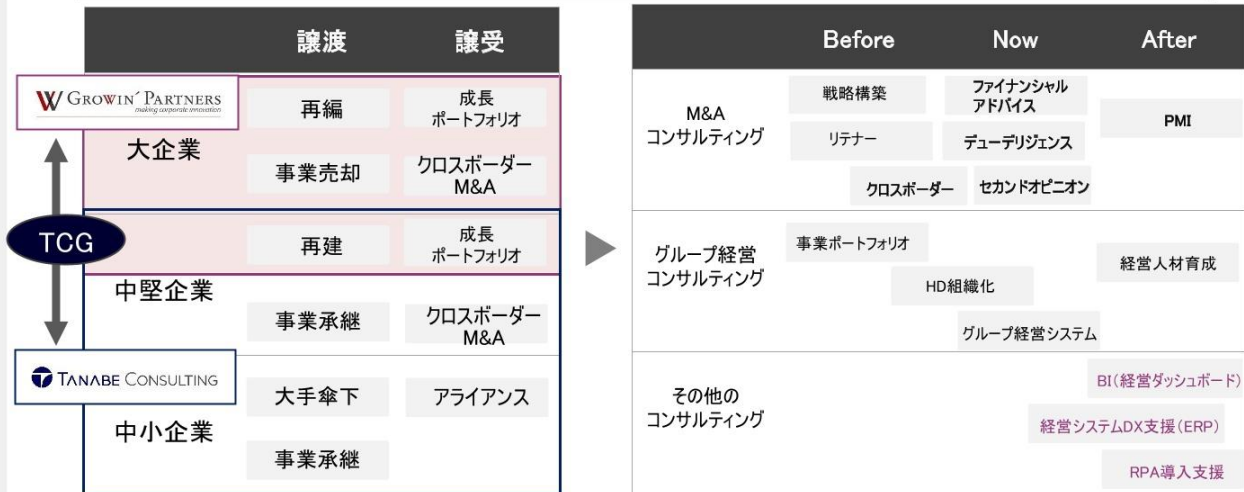 譲渡
譲受
GROWIN' PARTNERS
making corporate innovation
大企業
再編
成長
ポートフォリオ
事業売却
クロスボーダー
M&A
TCG
中堅企業
再建
成長
ポートフォリオ
事業承継
クロスボーダー
M&A
TANABE CONSULTING
中小企業
大手傘下
アライアンス
事業承継
Before
Now
After
M&A
コンサルティング
戦略構築
ファイナンシャル
アドバイス
PMI
リテナー
デューデリジェンス
クロスボーダー
セカンドオピニオン
グループ経営
コンサルティング
事業ポートフォリオ
HD組織化
経営人材育成
グループ経営システム
その他の
コンサルティング
BI(経営ダッシュボード)
経営システムDX支援(ERP)
RPA導入支援